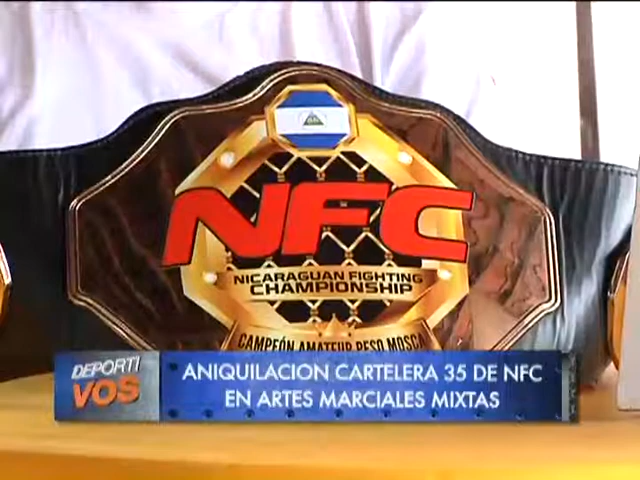 NFC
NICARAGUAN FIGHTING
CHAMPIONSHIP
CAMPEÓN AMATEUR PESO MOSCA
DEPORTI
VOS
ANIQUILACION CARTELERA 35 DE NFC
EN ARTES MARCIALES MIXTAS